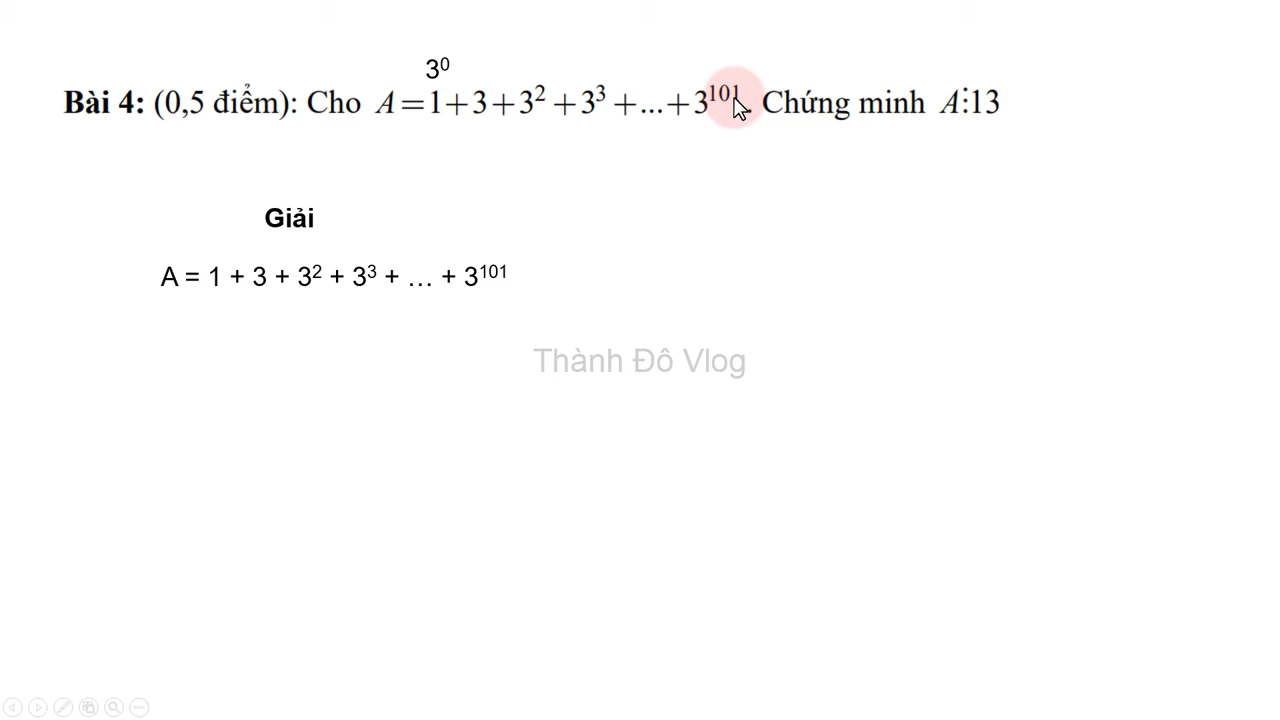 3⁰
Bài 4: (0,5 điểm): Cho A=1+3+3²+3³+...+3¹⁰¹. Chứng minh A⋮13
Giải
A = 1 + 3 + 3² + 3³ + … + 3¹⁰¹
Thành Đô Vlog